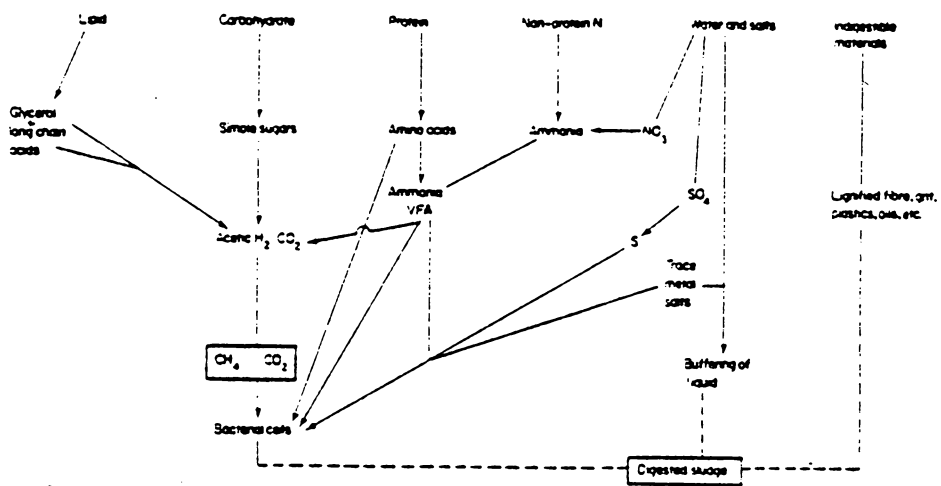 Lipid
Carbohydrate
Protein
Non-protein N
Water and salts
Indigestible
materials
Glycerol
long chain
acids
Simple sugars
Amino acids
Ammonia
NO3
Ammonia
VFA
SO4
Lignified fibre, grit,
plastics, oils, etc.
Acetic H2 CO2
S
Trace
metal
salts
CH4 CO2
Buffering of
liquid
Bacterial cells
Digested sludge